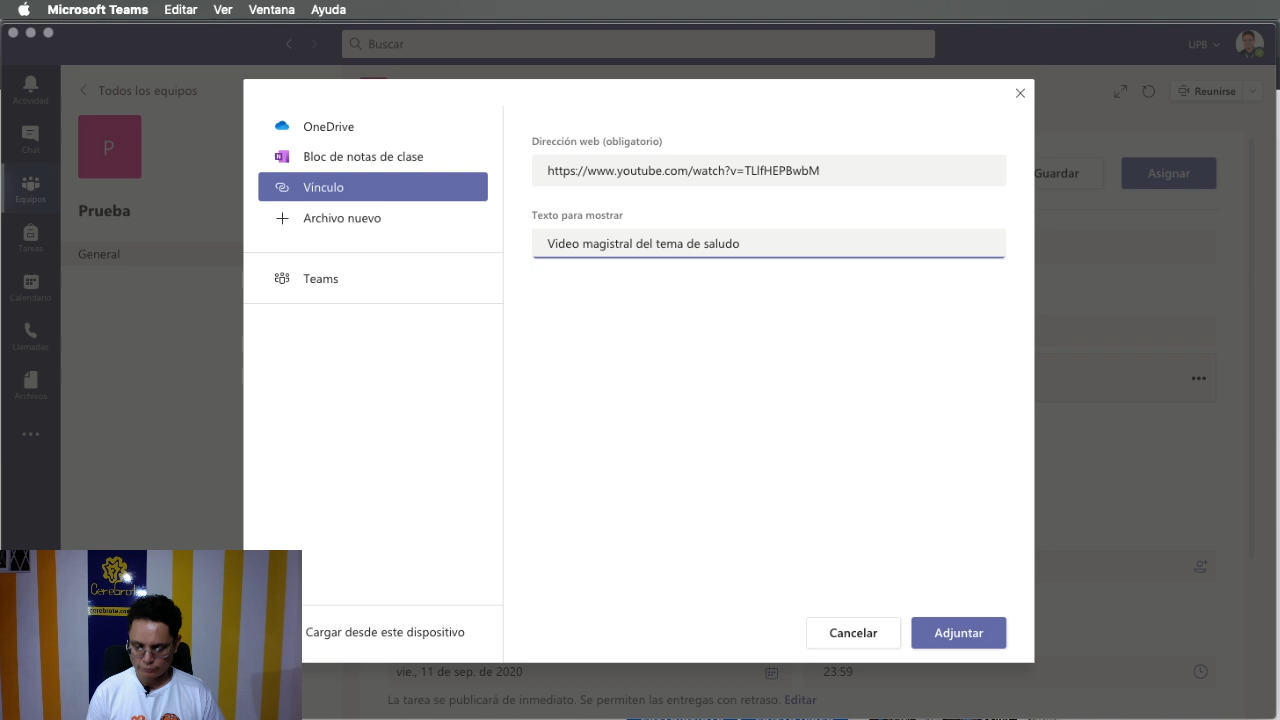 Microsoft Teams Editar Ver Ventana Ayuda
Buscar
UPB
Actividad
Chat
Equipos
Tareas
Calendario
Llamadas
Archivos
Todos los equipos
P
Prueba
General
Reunirse
Guardar
Asignar
OneDrive
Bloc de notas de clase
Vínculo
Archivo nuevo
Teams
Cargar desde este dispositivo
Dirección web (obligatorio)
https://www.youtube.com/watch?v=TLlfHEPBwbM
Texto para mostrar
Video magistral del tema de saludo
Cancelar
Adjuntar
vie., 11 de sep. de 2020
23:59
La tarea se publicará de inmediato. Se permiten las entregas con retraso. Editar
Cerebrote